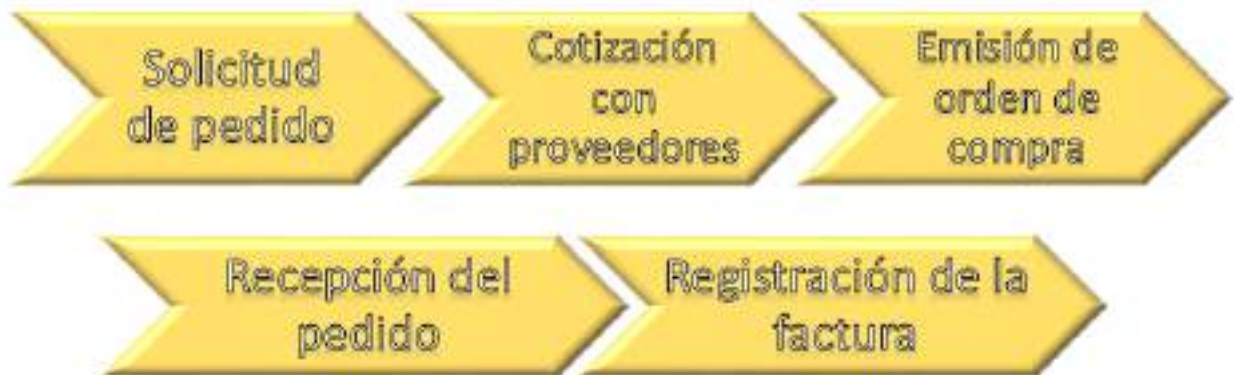 Solicitud
de pedido
Cotización
con
proveedores
Emisión de
orden de
compra
Recepción del
pedido
Registración de la
factura